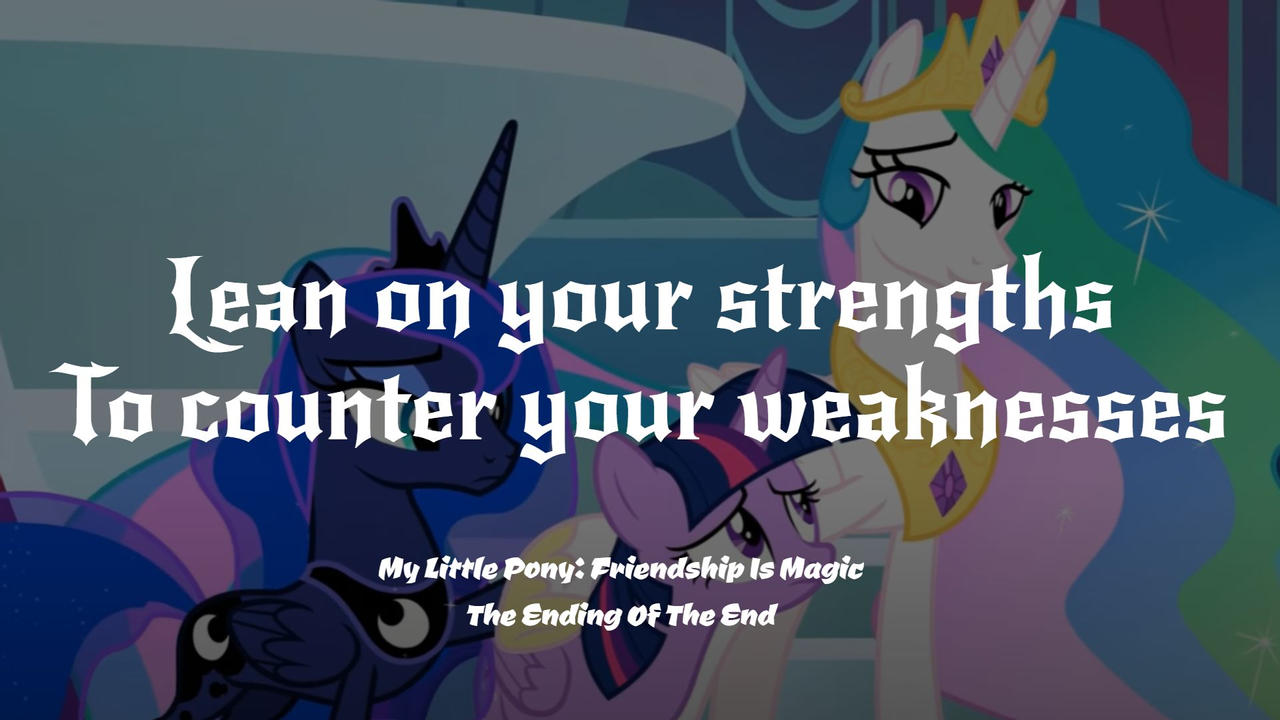 Lean on your strengths
To counter your weaknesses
My Little Pony: Friendship Is Magic
The Ending Of The End